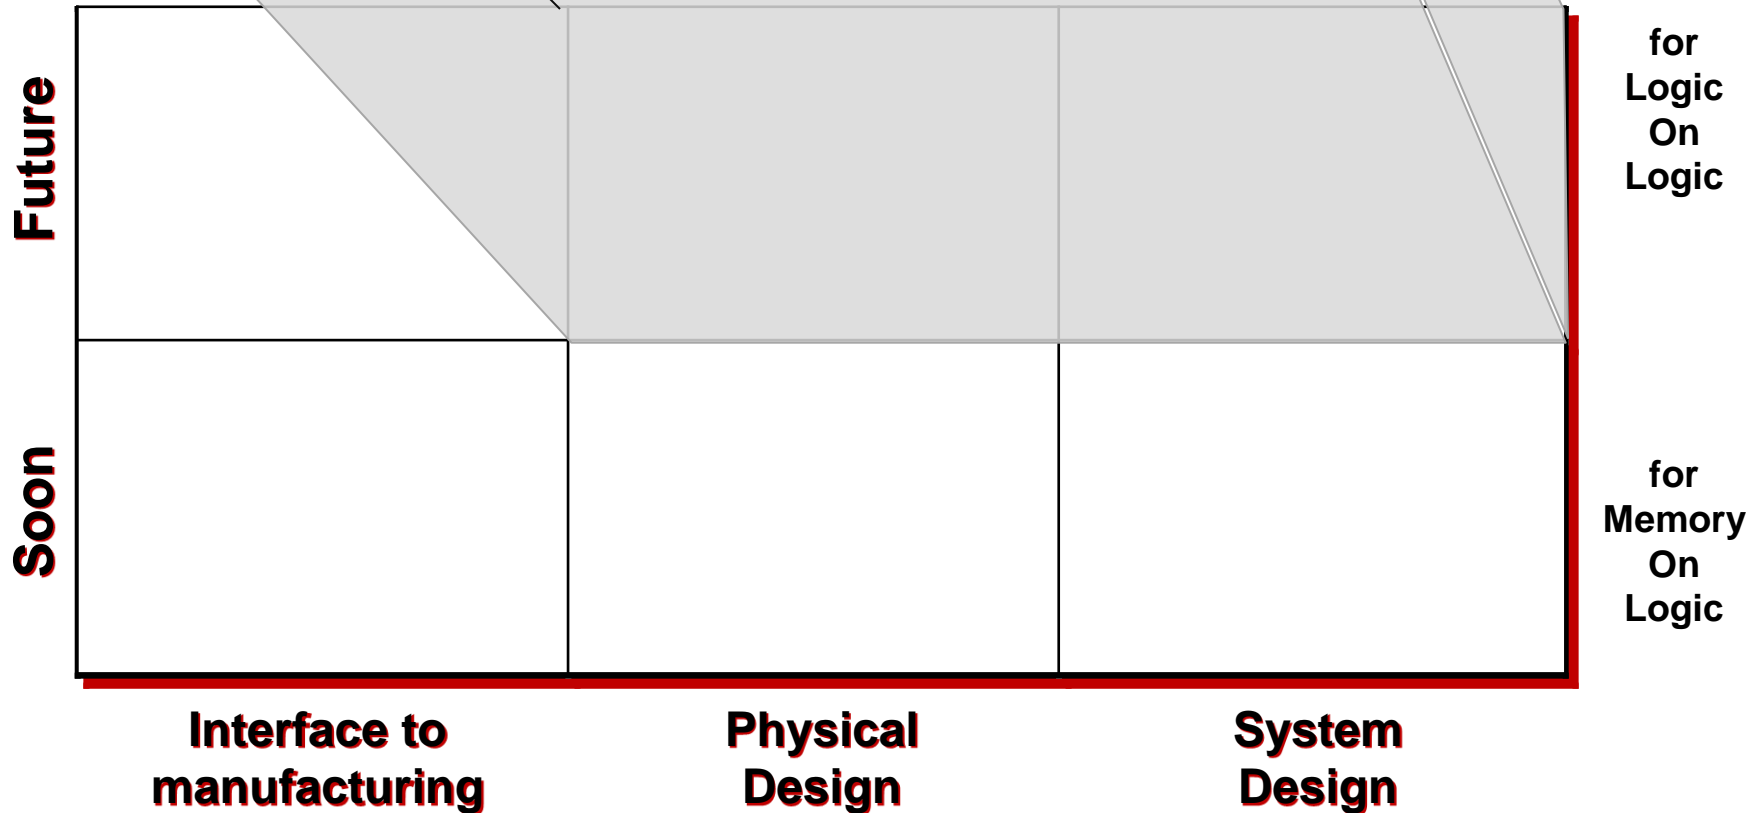 Future
for
Logic
On
Logic
Soon
for
Memory
On
Logic
Interface to
manufacturing
Physical
Design
System
Design